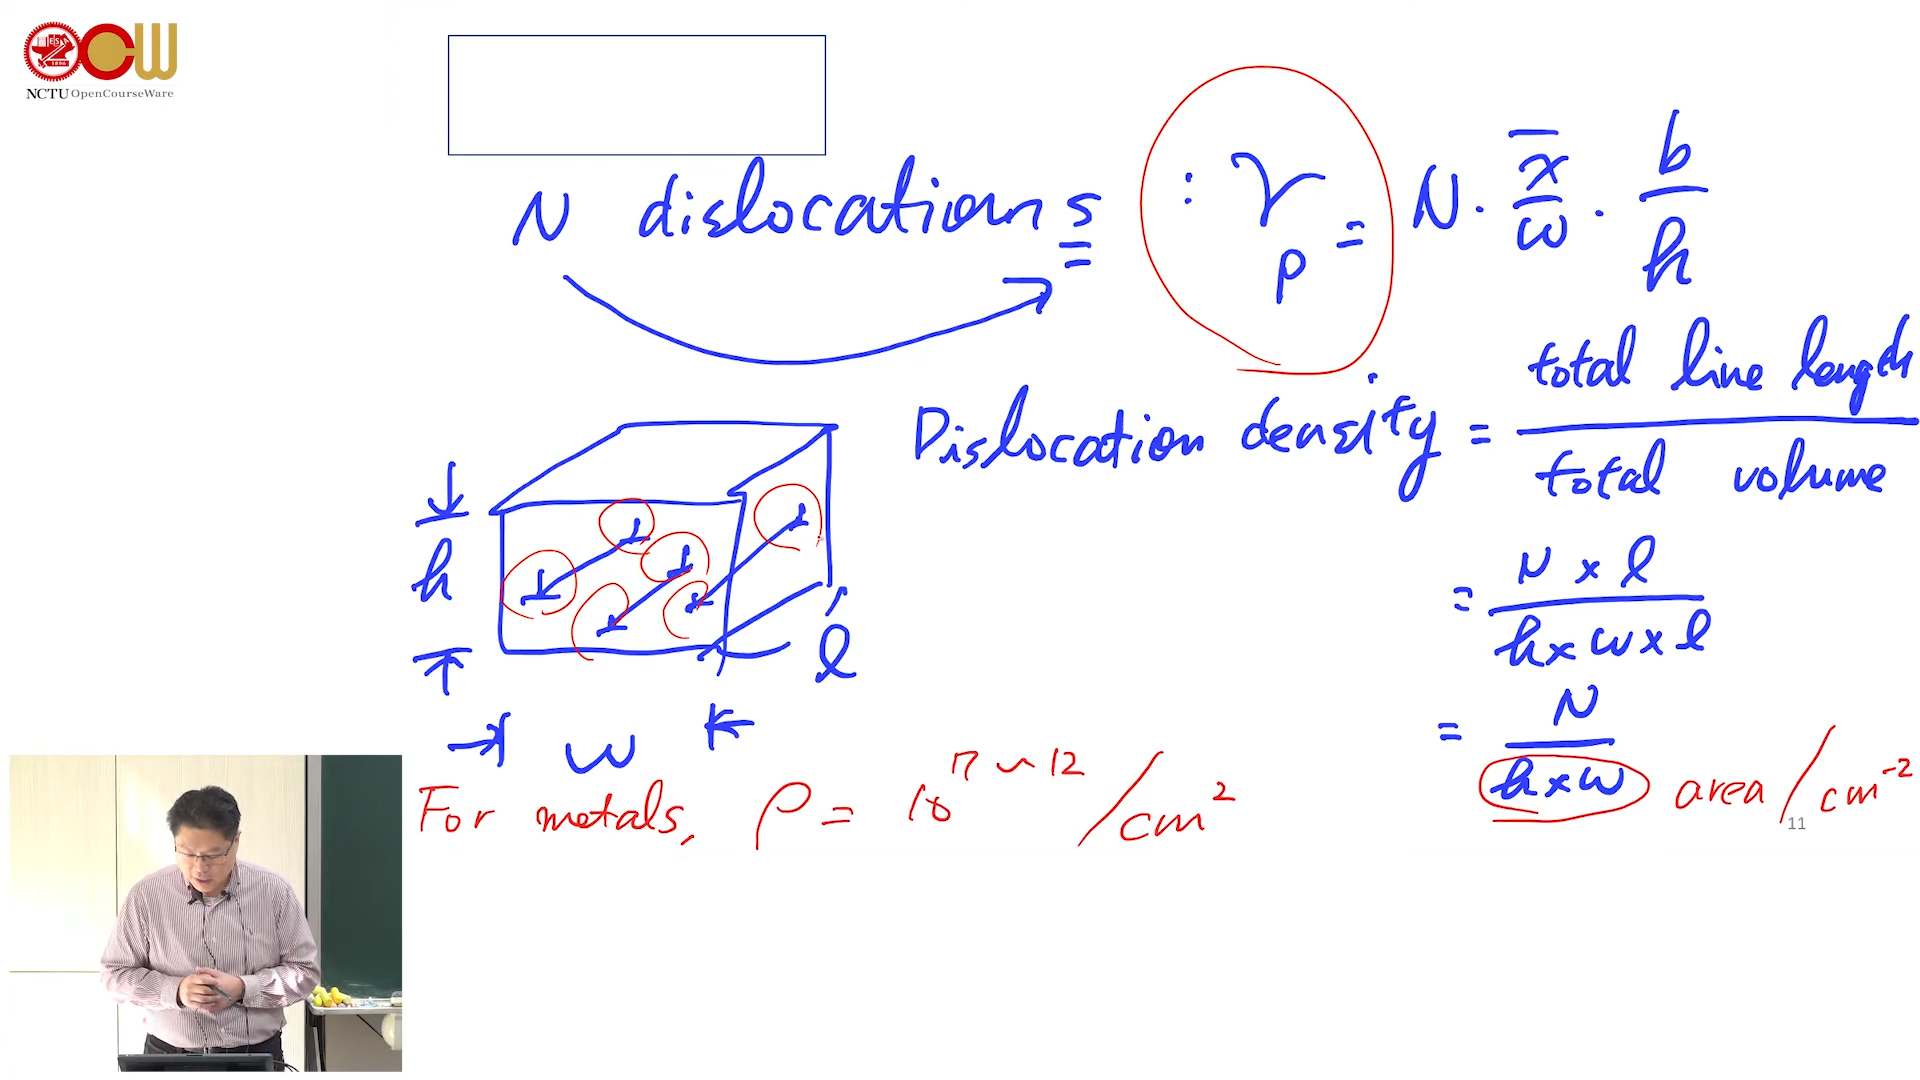 NCTU OpenCourseWare
N dislocations : γp = N · x̄/w · b/h
Dislocation density = total line length / total volume
= N × l / h × w × l
= N / h × w area / cm⁻²
h
l
w
For metals, ρ = 10⁷~¹² / cm²
11